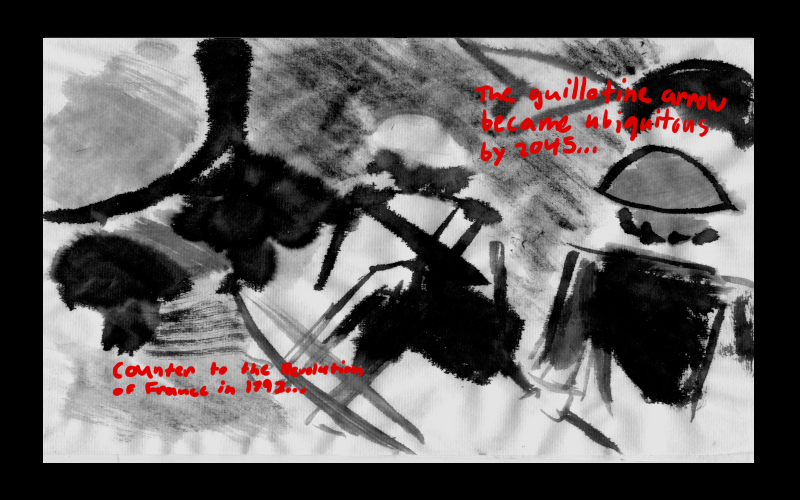 The guillotine arrow
became ubiquitous
by 2045...
Counter to the Revolution
of France in 1792...